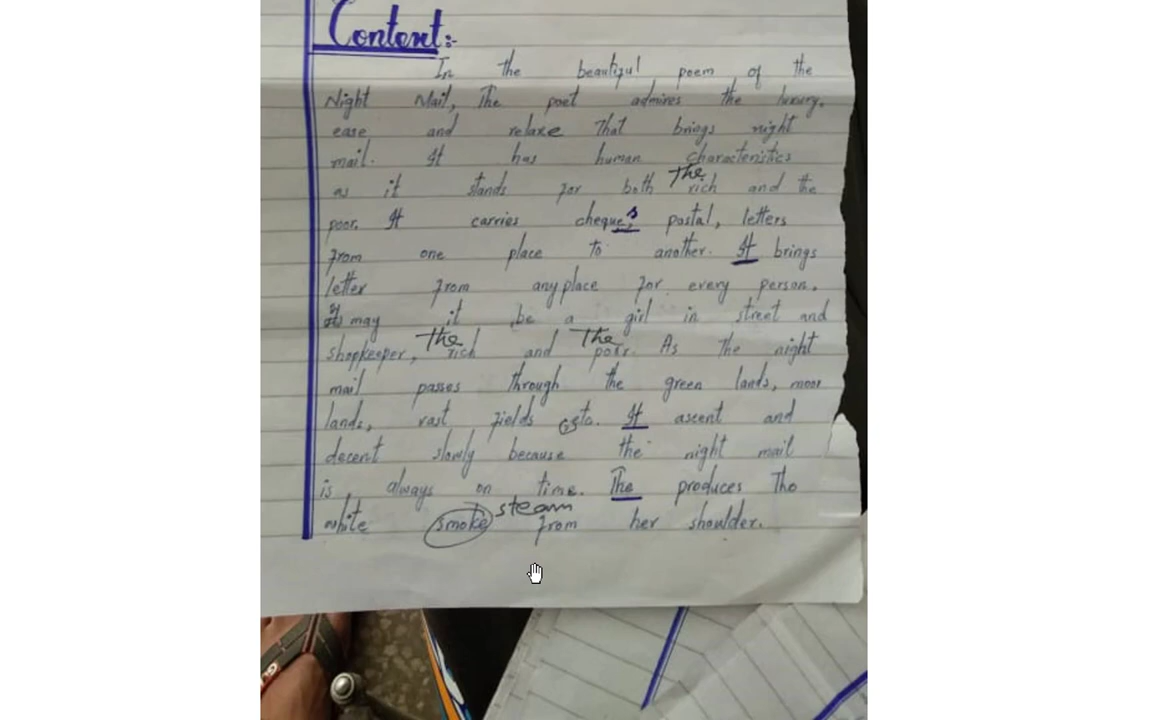 Content:-
In the beautiful poem of the
Night Mail, The poet admires the luxury,
ease and relaxe That brings night
mail. It has human characteristics
as it stands for both The rich and the
poor. It carries cheques postal, letters
from one place to another. It brings
letter from any place for every person.
may it be a girl in street and
shopkeeper, The rich and The poor. As the night
mail passes through the green lands, moor
lands, vast fields etc. It ascent and
decent slowly because the night mail
is always on time. The produces The
white smoke steam from her shoulder.